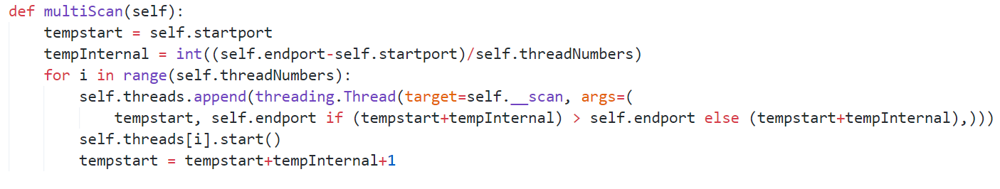 def multiScan(self):
    tempstart = self.startport
    tempInternal = int((self.endport-self.startport)/self.threadNumbers)
    for i in range(self.threadNumbers):
        self.threads.append(threading.Thread(target=self.__scan, args=(
            tempstart, self.endport if (tempstart+tempInternal) > self.endport else (tempstart+tempInternal),)))
        self.threads[i].start()
        tempstart = tempstart+tempInternal+1